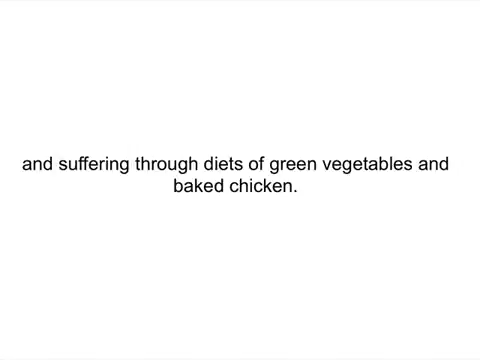 and suffering through diets of green vegetables and
baked chicken.